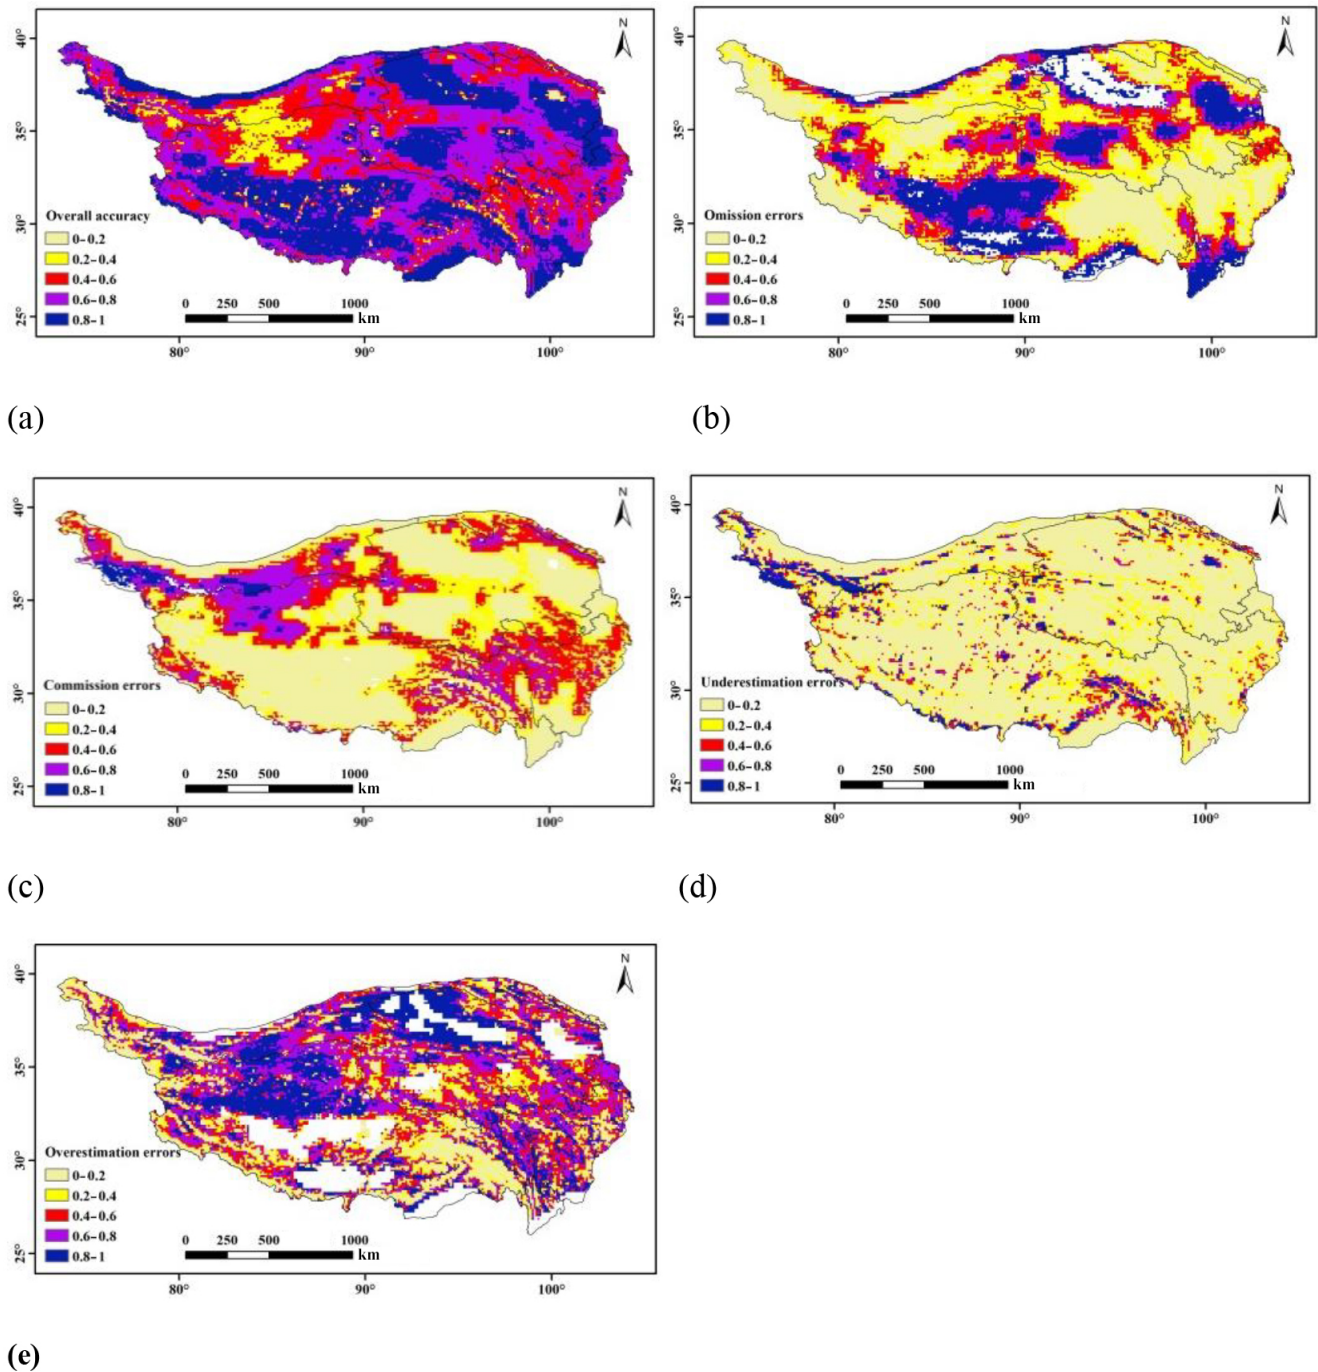 N
N
40°
40°
35°
35°
Overall accuracy
Omission errors
30°
30°
0-0.2
0-0.2
0.2-0.4
0.2-0.4
0.4-0.6
0.4-0.6
0.6-0.8
0 250 500 1000
0.6-0.8
0 250 500 1000
0.8-1
km
0.8-1
km
25°
25°
80° 90° 100°
80° 90° 100°
(a)
(b)
N
N
40°
40°
35°
35°
Commission errors
Underestimation errors
30°
30°
0-0.2
0-0.2
0.2-0.4
0.2-0.4
0.4-0.6
0.4-0.6
0.6-0.8
0 250 500 1000
0.6-0.8
0 250 500 1000
0.8-1
km
0.8-1
km
25°
25°
80° 90° 100°
80° 90° 100°
(c)
(d)
N
40°
35°
Overestimation errors
30°
0-0.2
0.2-0.4
0.4-0.6
0.6-0.8
0 250 500 1000
0.8-1
km
25°
80° 90° 100°
(e)